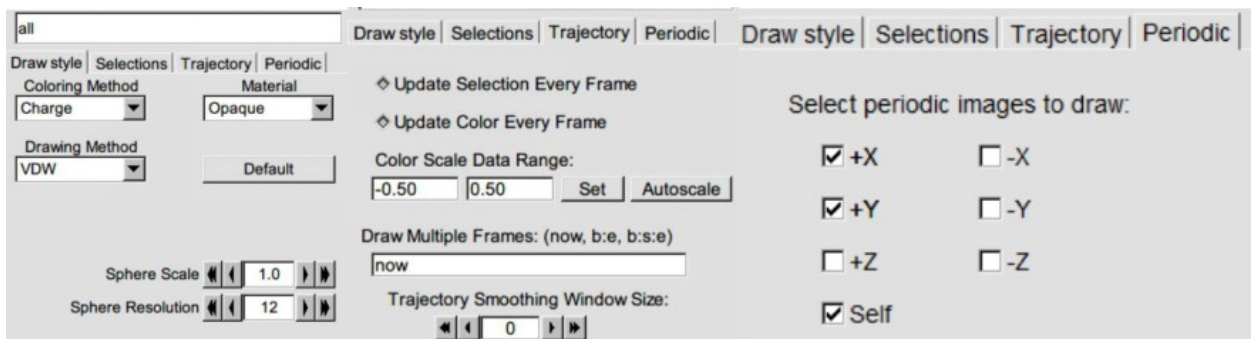 all
Draw style Selections Trajectory Periodic
Coloring Method Material
Charge Opaque
Drawing Method
VDW Default
Sphere Scale 1.0
Sphere Resolution 12
Draw style Selections Trajectory Periodic
Update Selection Every Frame
Update Color Every Frame
Color Scale Data Range:
-0.50 0.50 Set Autoscale
Draw Multiple Frames: (now, b:e, b:s:e)
now
Trajectory Smoothing Window Size:
0
Draw style Selections Trajectory Periodic
Select periodic images to draw:
+X -X
+Y -Y
+Z -Z
Self